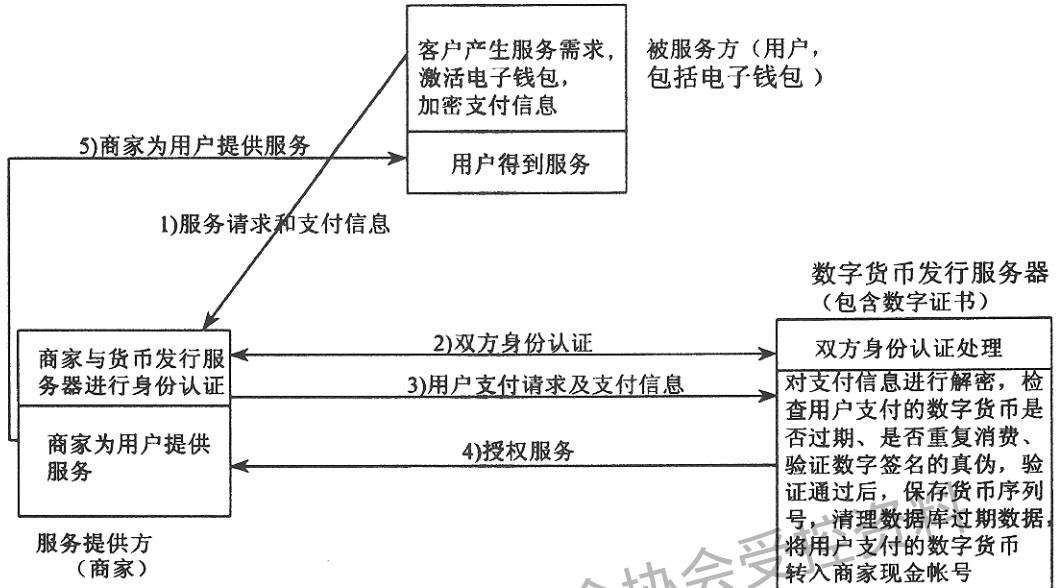 客户产生服务需求,
激活电子钱包,
加密支付信息
被服务方（用户,
包括电子钱包 ）
5)商家为用户提供服务
用户得到服务
1)服务请求和支付信息
数字货币发行服务器
（包含数字证书）
商家与货币发行服
务器进行身份认证
2)双方身份认证
双方身份认证处理
3)用户支付请求及支付信息
对支付信息进行解密，检
查用户支付的数字货币是
否过期、是否重复消费、
验证数字签名的真伪，验
证通过后，保存货币序列
号，清理数据库过期数据,
将用户支付的数字货币
转入商家现金帐号
商家为用户提供
服务
4)授权服务
服务提供方
（商家）
协会受控资料